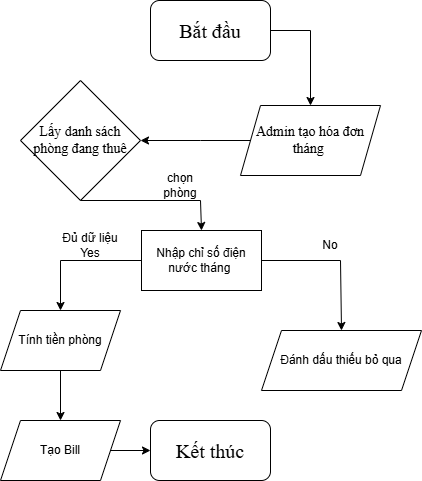 Bắt đầu
Admin tạo hóa đơn
tháng
Lấy danh sách
phòng đang thuê
chọn
phòng
Nhập chỉ số điện
nước tháng
Đủ dữ liệu
Yes
No
Tính tiền phòng
Đánh dấu thiếu bỏ qua
Tạo Bill
Kết thúc